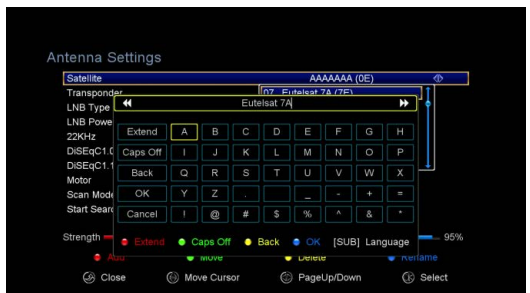 Antenna Settings
Satellite AAAAAAA (0E)
Transponder 07 Eutelsat 7A (7E)
LNB Type Eutelsat 7A
LNB Powe
22KHz Extend A B C D E F G H
DiSEqC1.0 Caps Off I J K L M N O P
DiSEqC1.1
Motor Back Q R S T U V W X
Scan Mode OK Y Z . _ - + =
Start Searc Cancel ! @ # $ % ^ & *
Strength 95%
Extend Caps Off Back OK [SUB] Language
Add Move Delete Rename
Close Move Cursor PageUp/Down Select